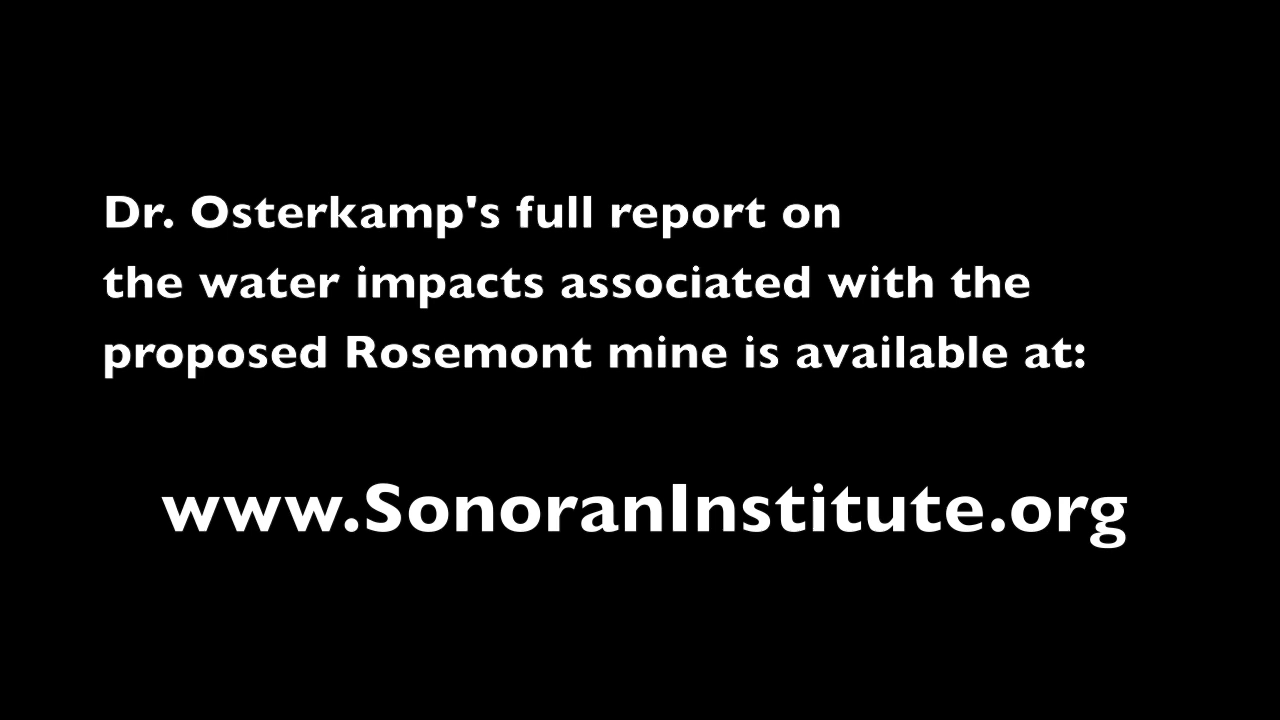 Dr. Osterkamp's full report on
the water impacts associated with the
proposed Rosemont mine is available at:
www.SonoranInstitute.org